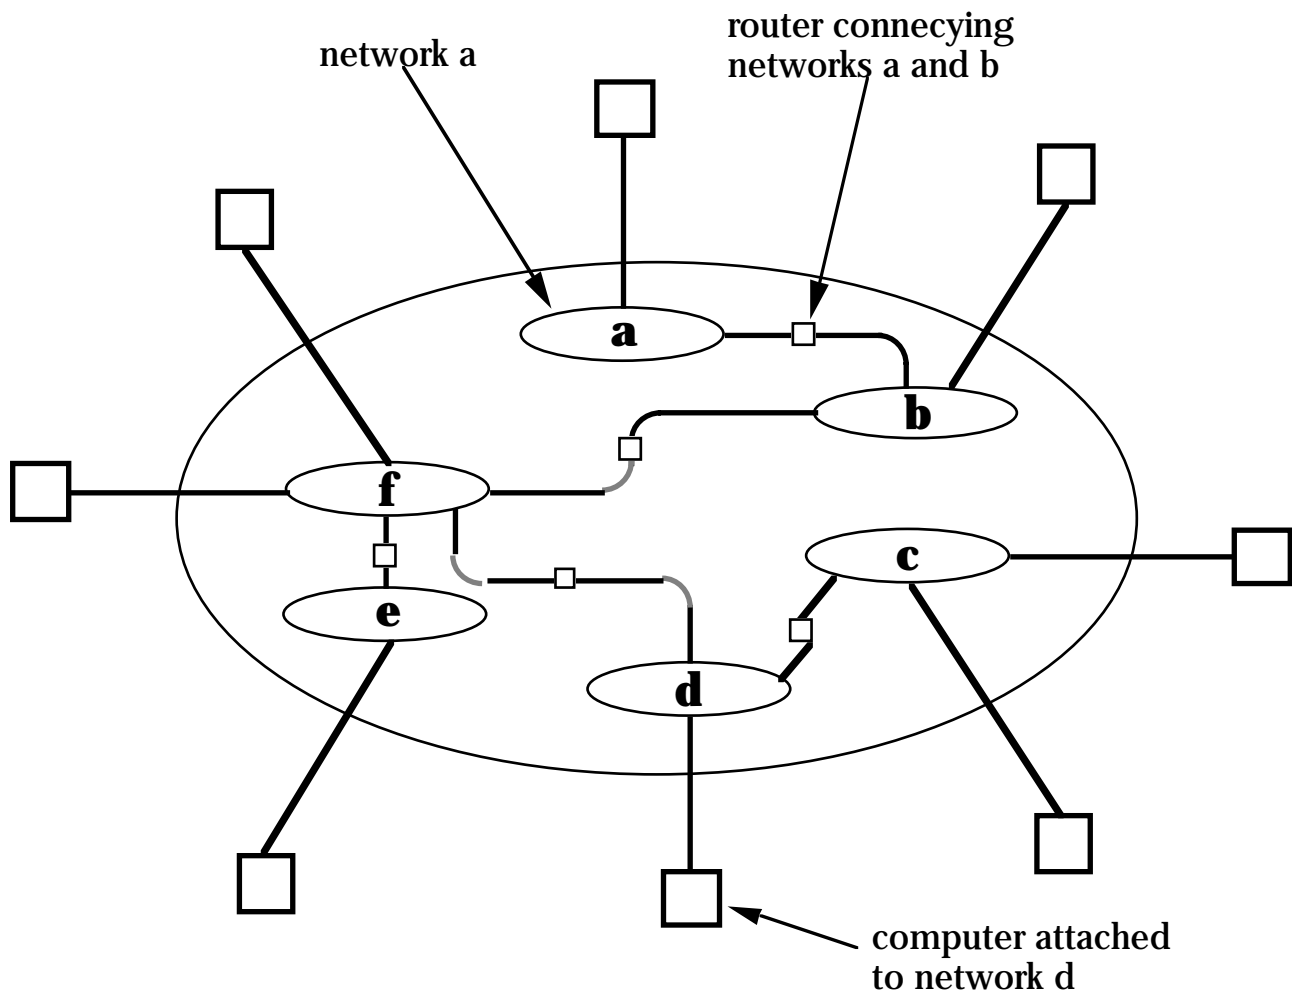 network a
router connecying
networks a and b
a
b
f
c
e
d
computer attached
to network d